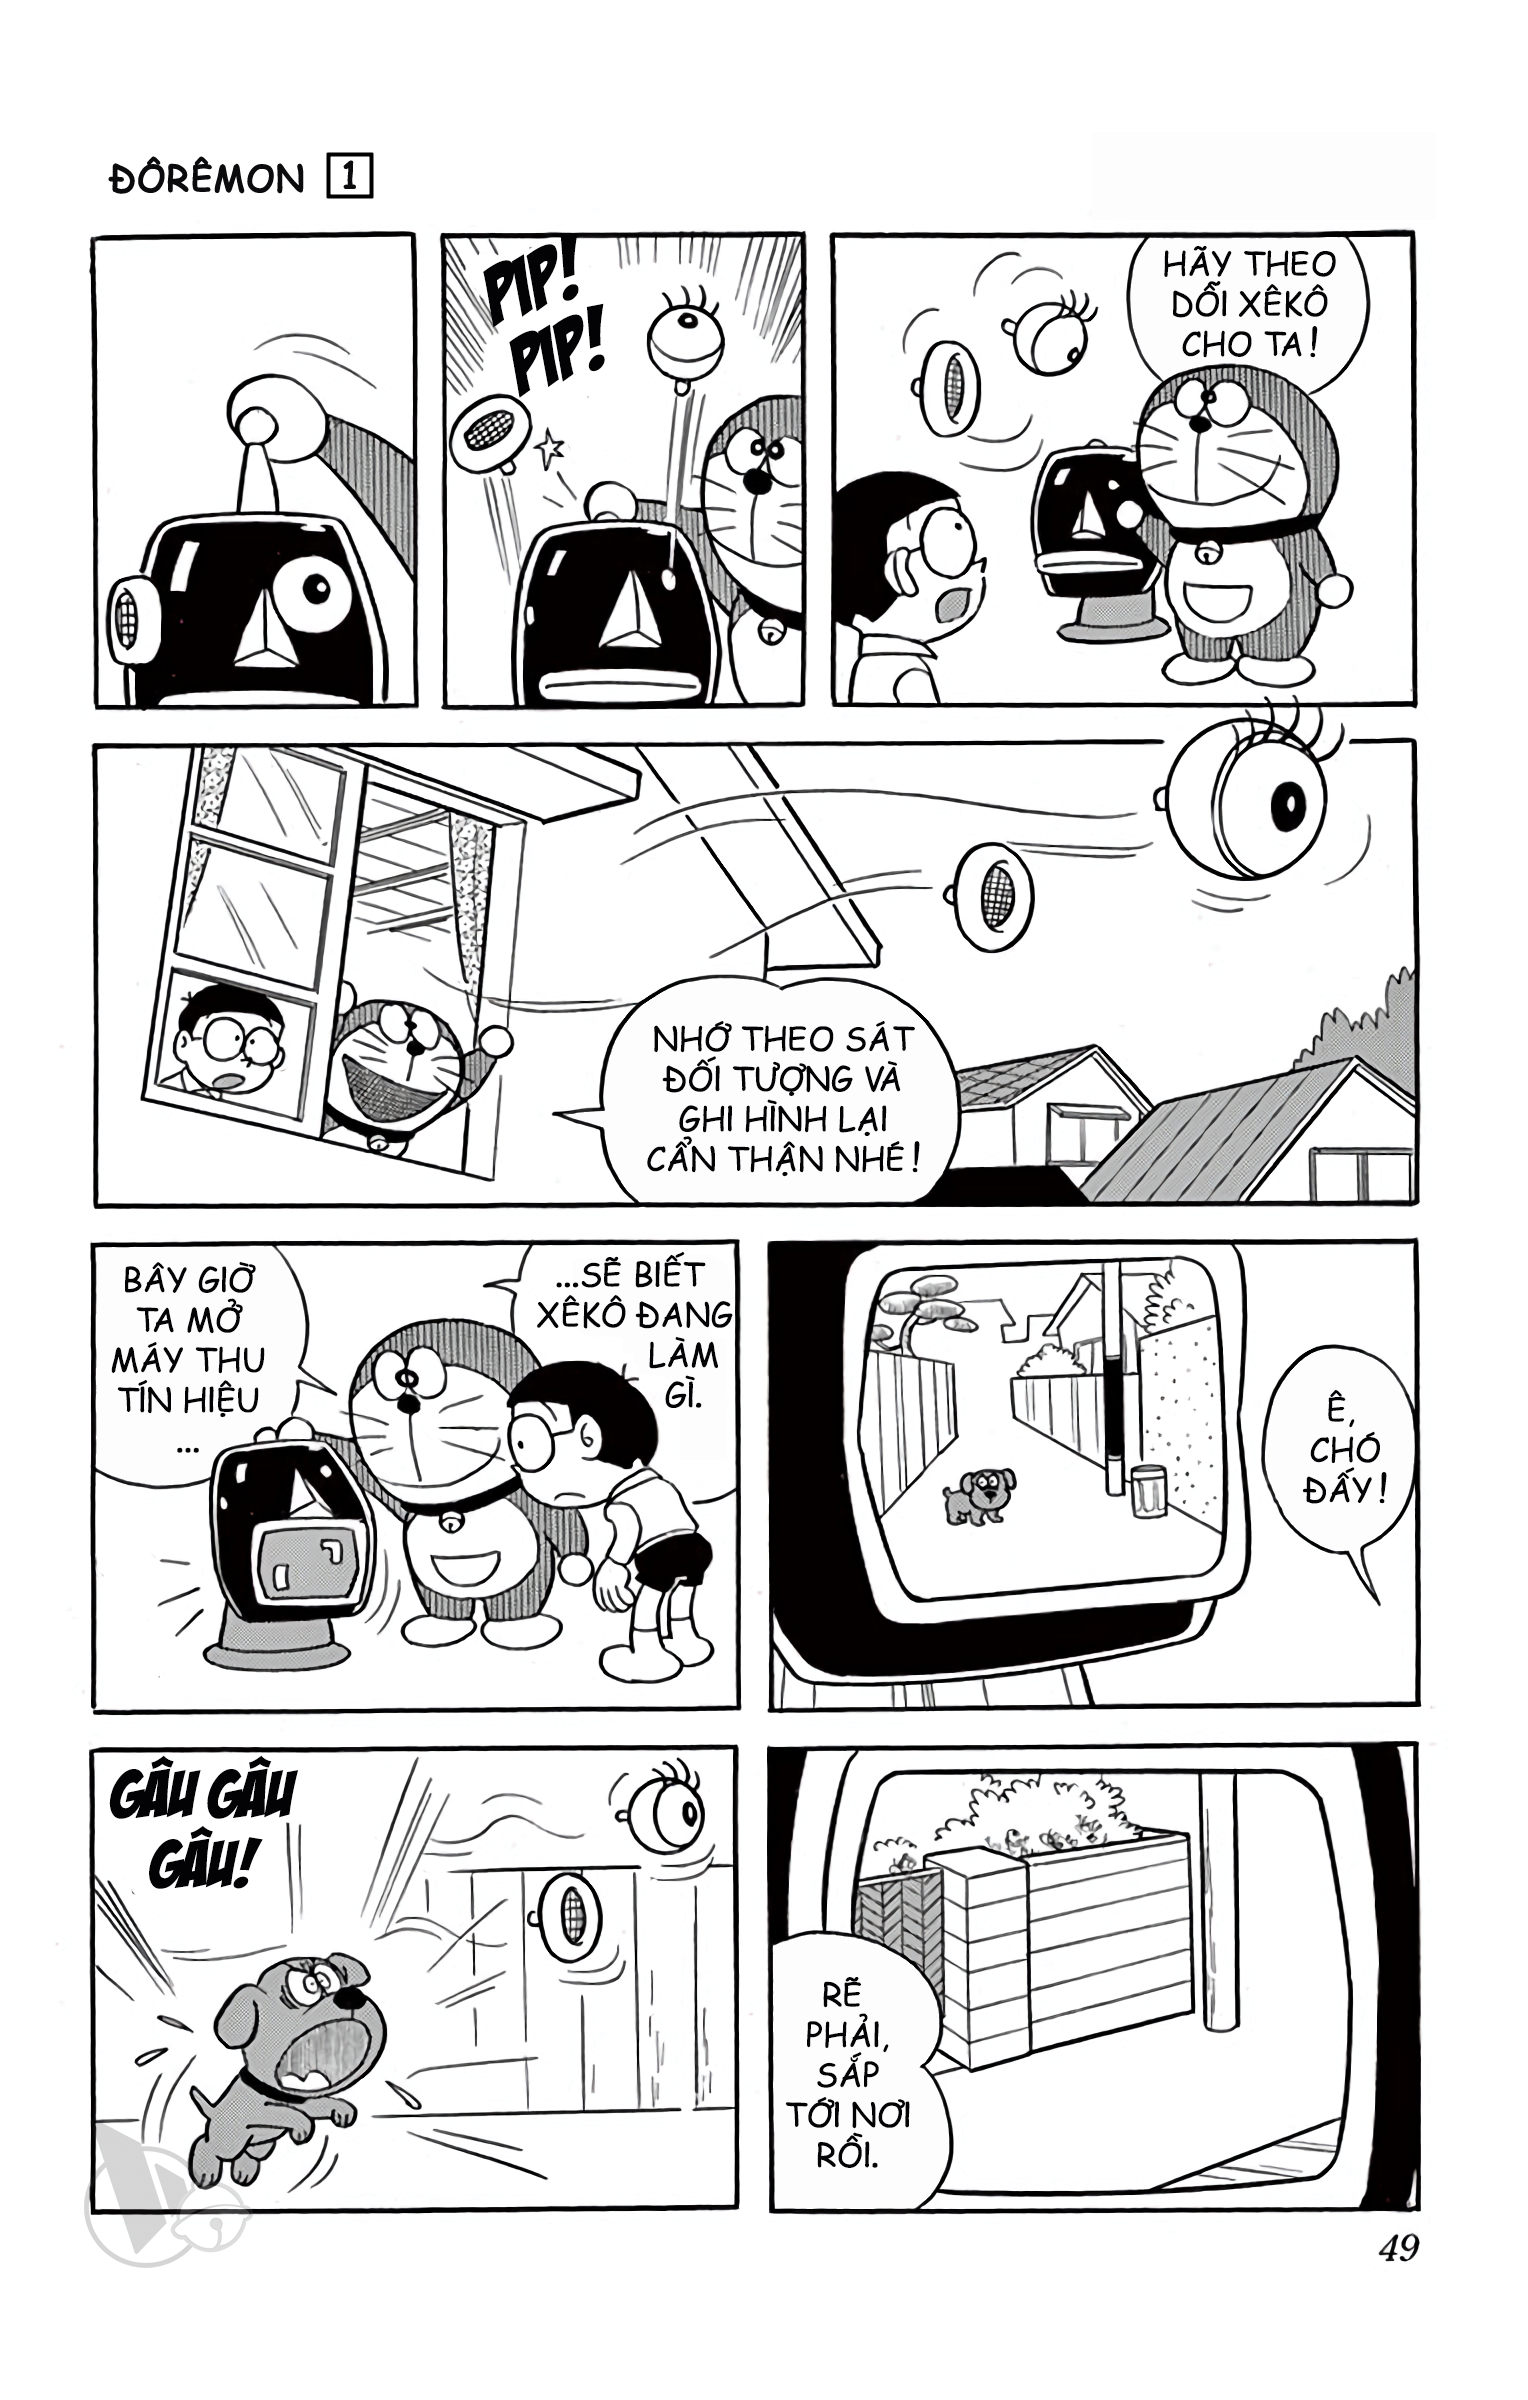 ĐÔRÊMON 1
PIP!
PIP!
HÃY THEO
DÕI XÊKÔ
CHO TA!
NHỚ THEO SÁT
ĐỐI TƯỢNG VÀ
GHI HÌNH LẠI
CẨN THẬN NHÉ!
BÂY GIỜ
TA MỞ
MÁY THU
TÍN HIỆU
...
...SẼ BIẾT
XÊKÔ ĐANG
LÀM
GÌ.
Ê,
CHÓ
ĐẤY!
GÂU GÂU
GÂU!
RẼ
PHẢI,
SẮP
TỚI NƠI
RỒI.
49